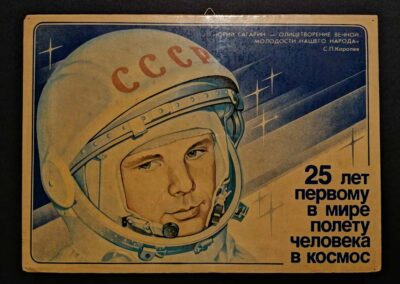 ЮРИЙ ГАГАРИН — ОЛИЦЕТВОРЕНИЕ ВЕЧНОЙ
МОЛОДОСТИ НАШЕГО НАРОДА»
С.П.Королев
СССР
25 лет
первому
в мире
полету
человека
в космос